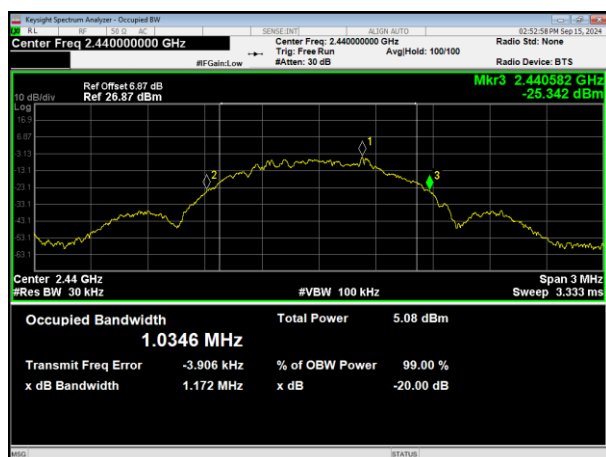 Keysight Spectrum Analyzer - Occupied BW
RL RF 50 Ω AC SENSE:INT ALIGN AUTO 02:52:58 PM Sep 15, 2024
Center Freq 2.440000000 GHz Center Freq: 2.440000000 GHz Radio Std: None
Trig: Free Run Avg|Hold: 100/100
#IFGain:Low #Atten: 30 dB Radio Device: BTS
Mkr3 2.440582 GHz
-25.342 dBm
Ref Offset 6.87 dB
10 dB/div Ref 26.87 dBm
Log
16.9
6.87
-3.13
-13.1
-23.1
-33.1
-43.1
-53.1
-63.1
1
2
3
Center 2.44 GHz Span 3 MHz
#Res BW 30 kHz #VBW 100 kHz Sweep 3.333 ms
Occupied Bandwidth Total Power 5.08 dBm
1.0346 MHz
Transmit Freq Error -3.906 kHz % of OBW Power 99.00 %
x dB Bandwidth 1.172 MHz x dB -20.00 dB
MSG STATUS